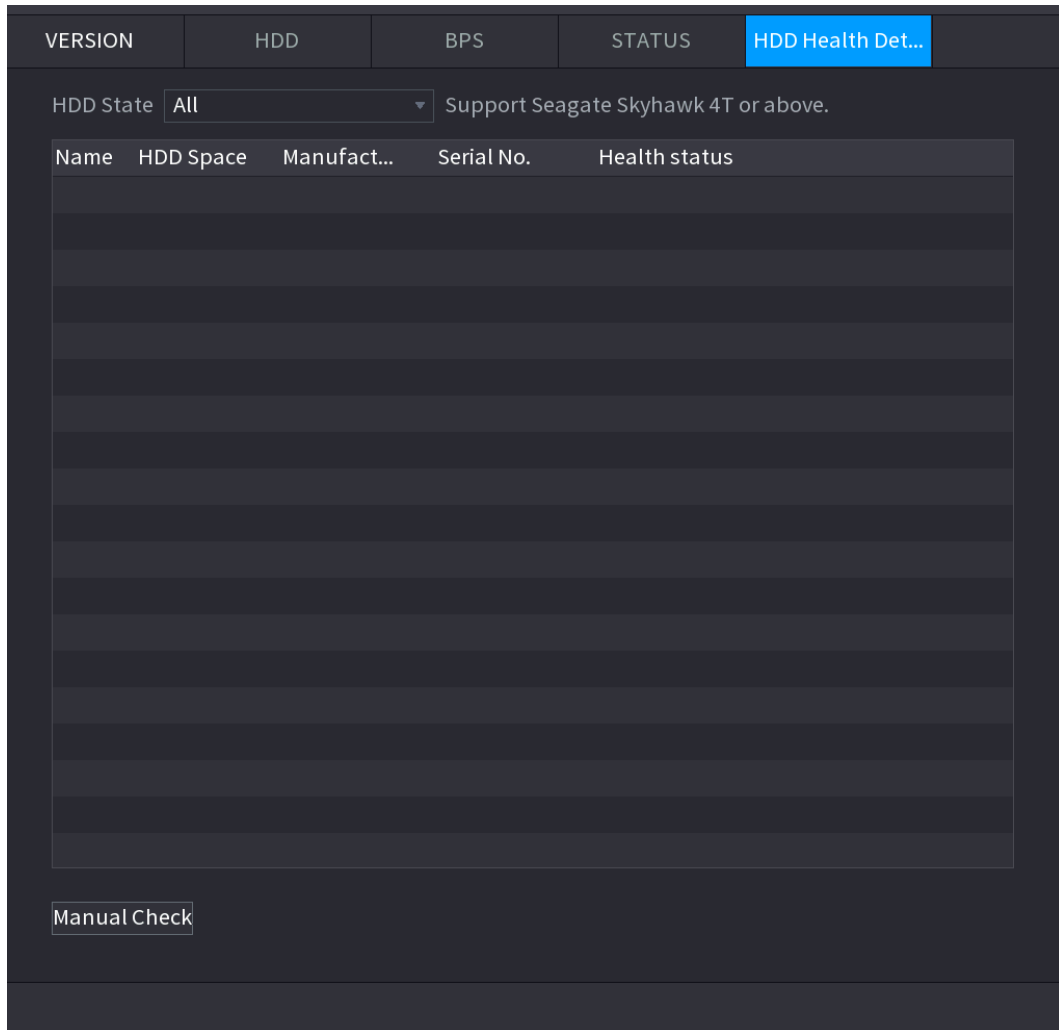 VERSION HDD BPS STATUS HDD Health Det...
HDD State All Support Seagate Skyhawk 4T or above.
Name HDD Space Manufact... Serial No. Health status
Manual Check